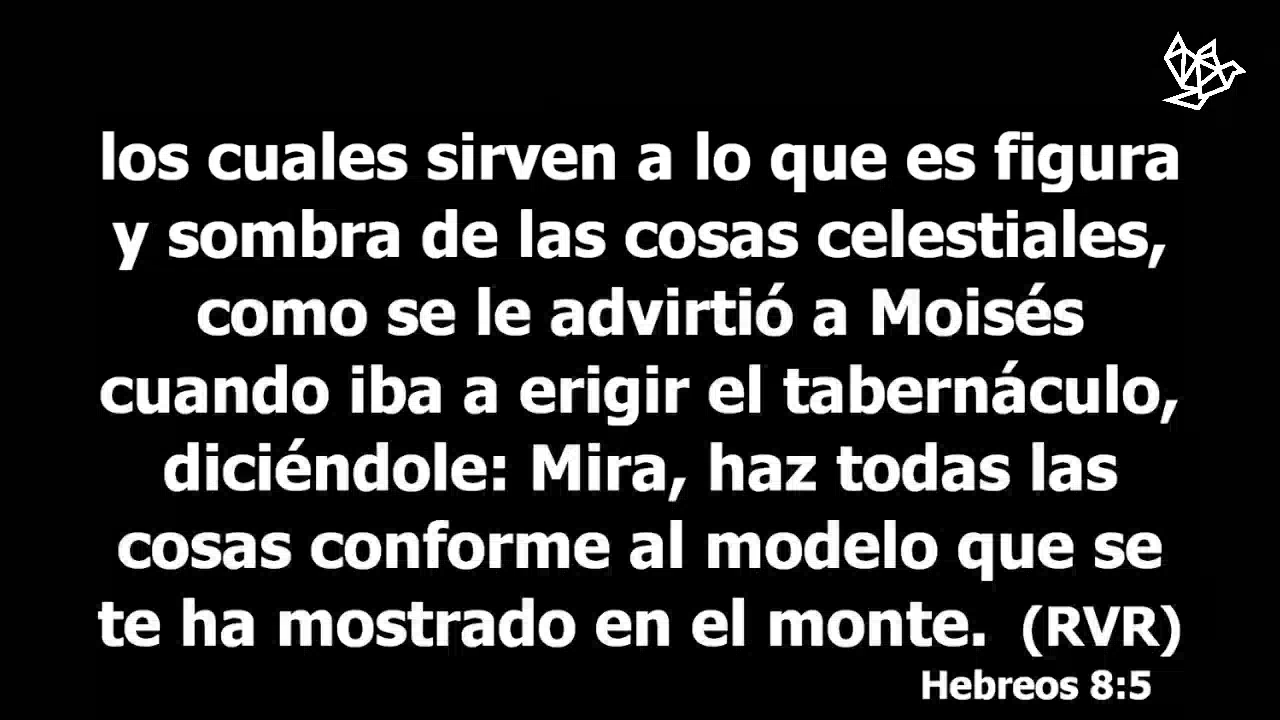 los cuales sirven a lo que es figura
y sombra de las cosas celestiales,
como se le advirtió a Moisés
cuando iba a erigir el tabernáculo,
diciéndole: Mira, haz todas las
cosas conforme al modelo que se
te ha mostrado en el monte. (RVR)
Hebreos 8:5